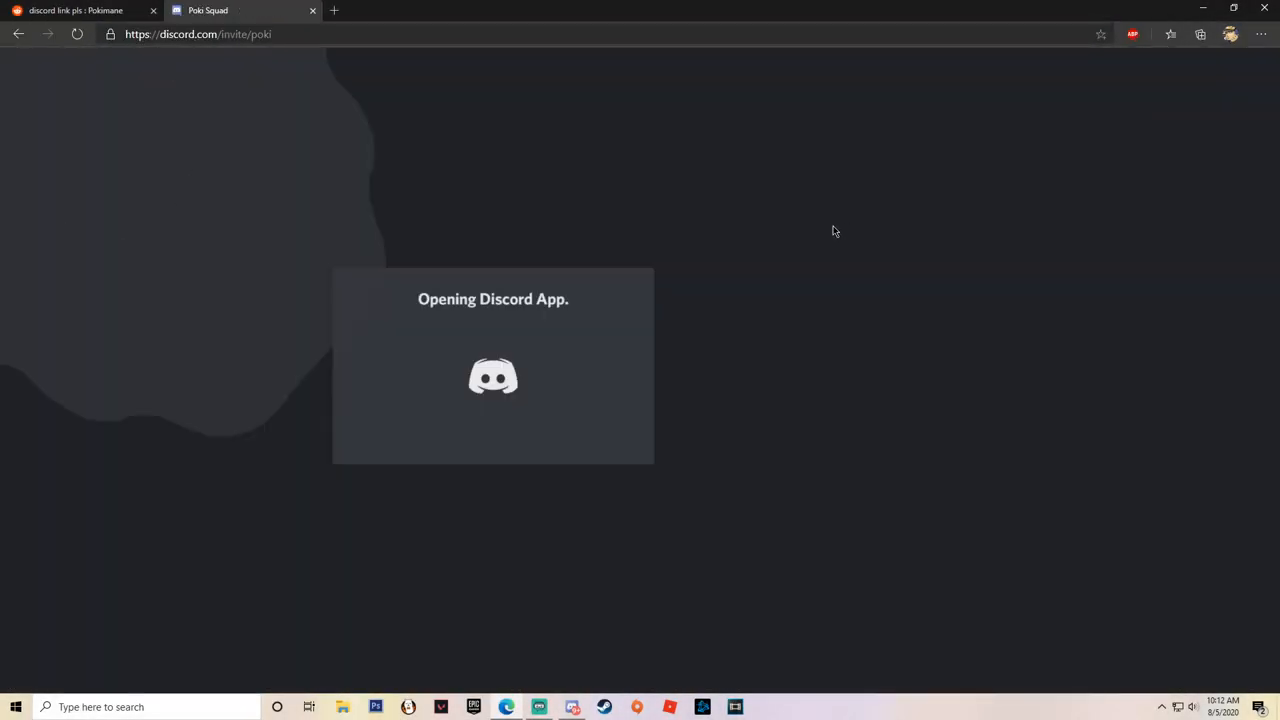 discord link pls : Pokimane
Poki Squad
https://discord.com/invite/poki
ABP
Opening Discord App.
Ps
EPIC
Type here to search
10:12 AM
8/5/2020
2